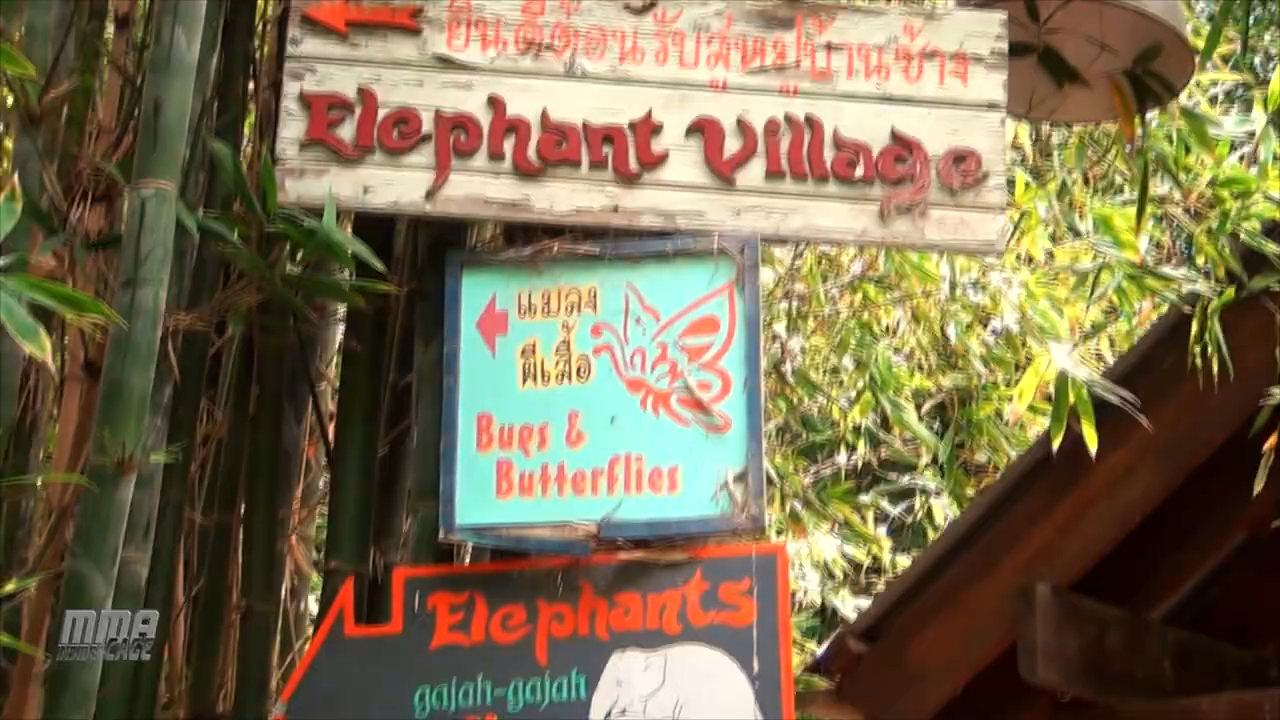 ยินดีต้อนรับสู่หมู่บ้านช้าง
Elephant Village
แมลง
ผีเสื้อ
Bugs &
Butterflies
Elephants
gajah-gajah
MMA
CAGE